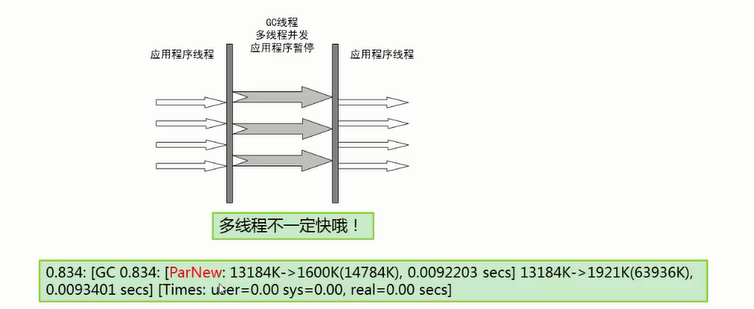 GC线程
多线程并发
应用程序暂停
应用程序线程
应用程序线程
多线程不一定快哦！
0.834: [GC 0.834: [ParNew: 13184K->1600K(14784K), 0.0092203 secs] 13184K->1921K(63936K),
0.0093401 secs] [Times: user=0.00 sys=0.00, real=0.00 secs]